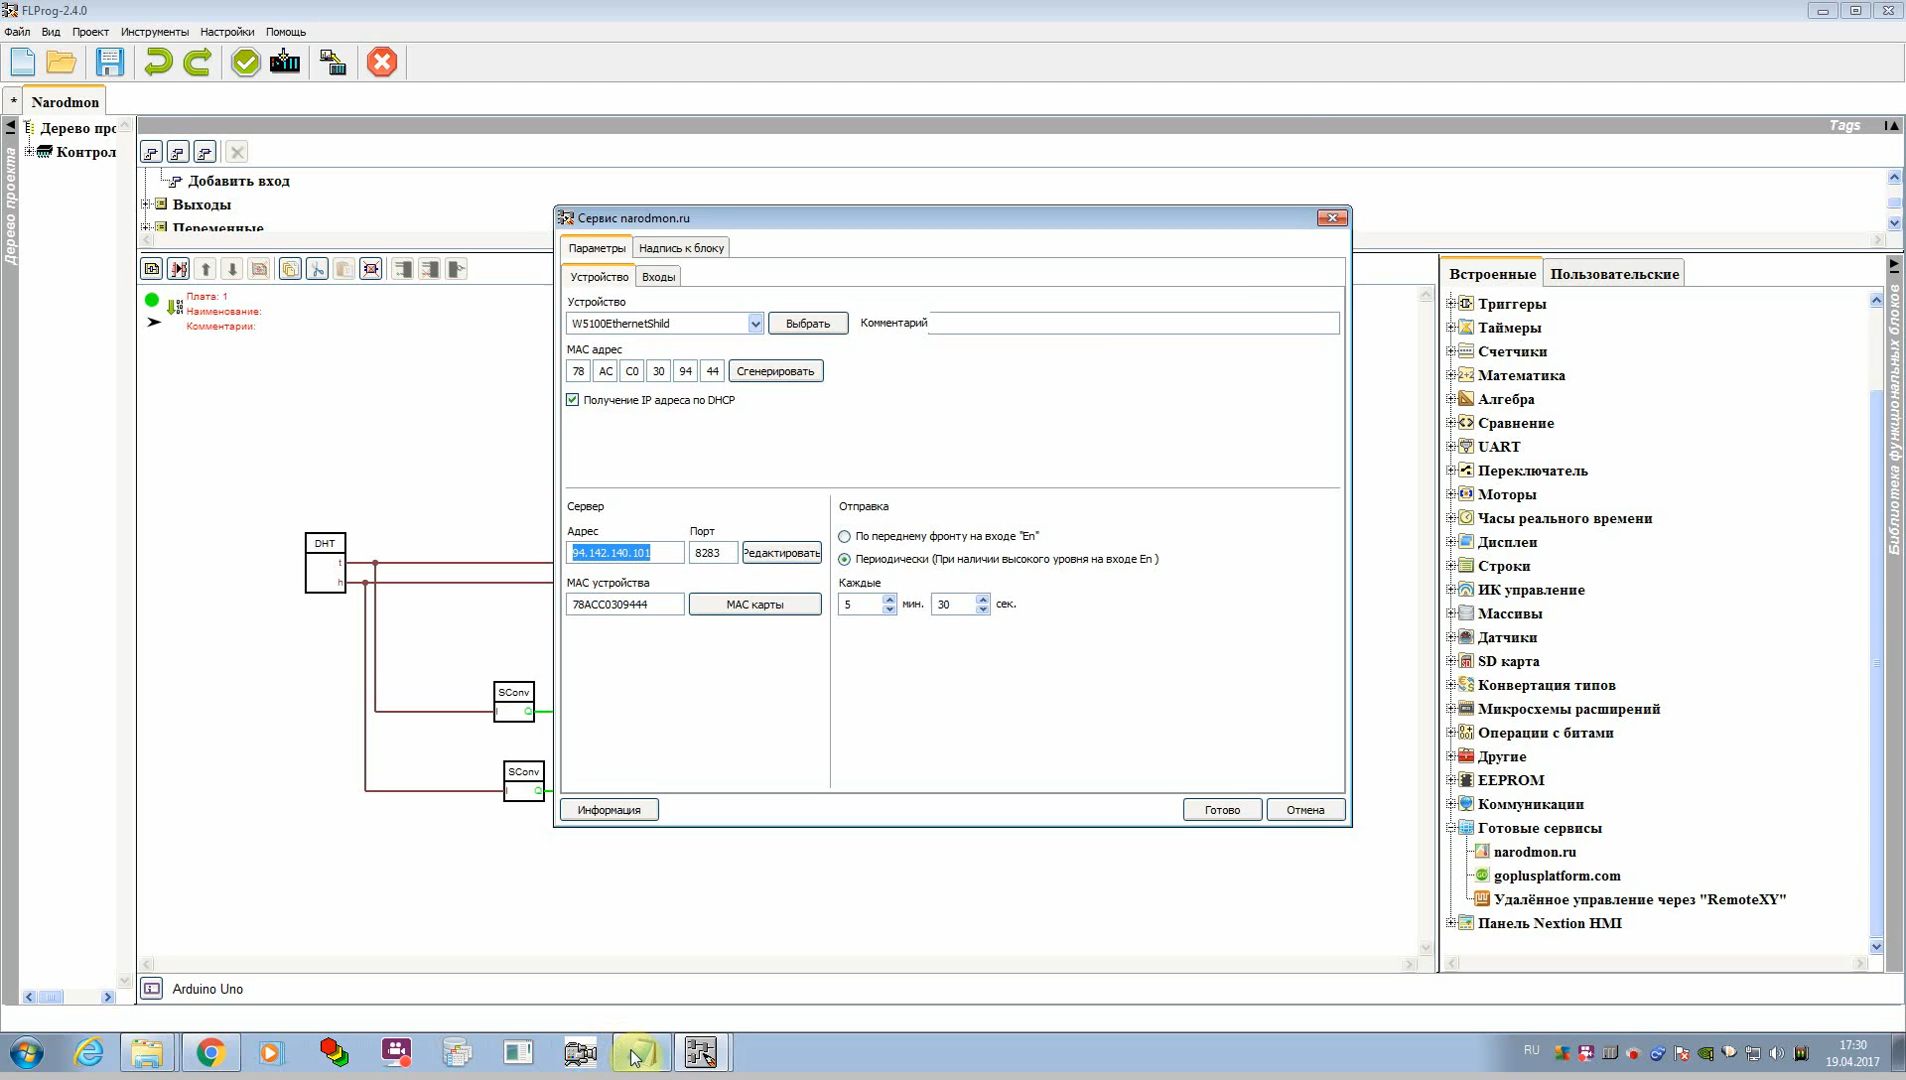 FLProg-2.4.0
Файл Вид Проект Инструменты Настройки Помощь
* Narodmon
Дерево про
Контрол
Дерево проекта
Tags
Добавить вход
Выходы
Переменные
Плата: 1
Наименование:
Комментарии:
DHT
t
h
SConv
I Q
SConv
I Q
Сервис narodmon.ru
Параметры Надпись к блоку
Устройство Входы
Устройство
W5100EthernetShild Выбрать Комментарий
MAC адрес
78 AC C0 30 94 44 Сгенерировать
Получение IP адреса по DHCP
Сервер
Адрес Порт
94.142.140.101 8283 Редактировать
MAC устройства
78ACC0309444 MAC карты
Отправка
По переднему фронту на входе "En"
Периодически (При наличии высокого уровня на входе En )
Каждые
5 мин. 30 сек.
Информация Готово Отмена
Встроенные Пользовательские
Триггеры
Таймеры
Счетчики
Математика
Алгебра
Сравнение
UART
Переключатель
Моторы
Часы реального времени
Дисплеи
Строки
ИК управление
Массивы
Датчики
SD карта
Конвертация типов
Микросхемы расширений
Операции с битами
Другие
EEPROM
Коммуникации
Готовые сервисы
narodmon.ru
goplusplatform.com
Удалённое управление через "RemoteXY"
Панель Nextion HMI
Библиотека функциональных блоков
Arduino Uno
RU
17:30
19.04.2017